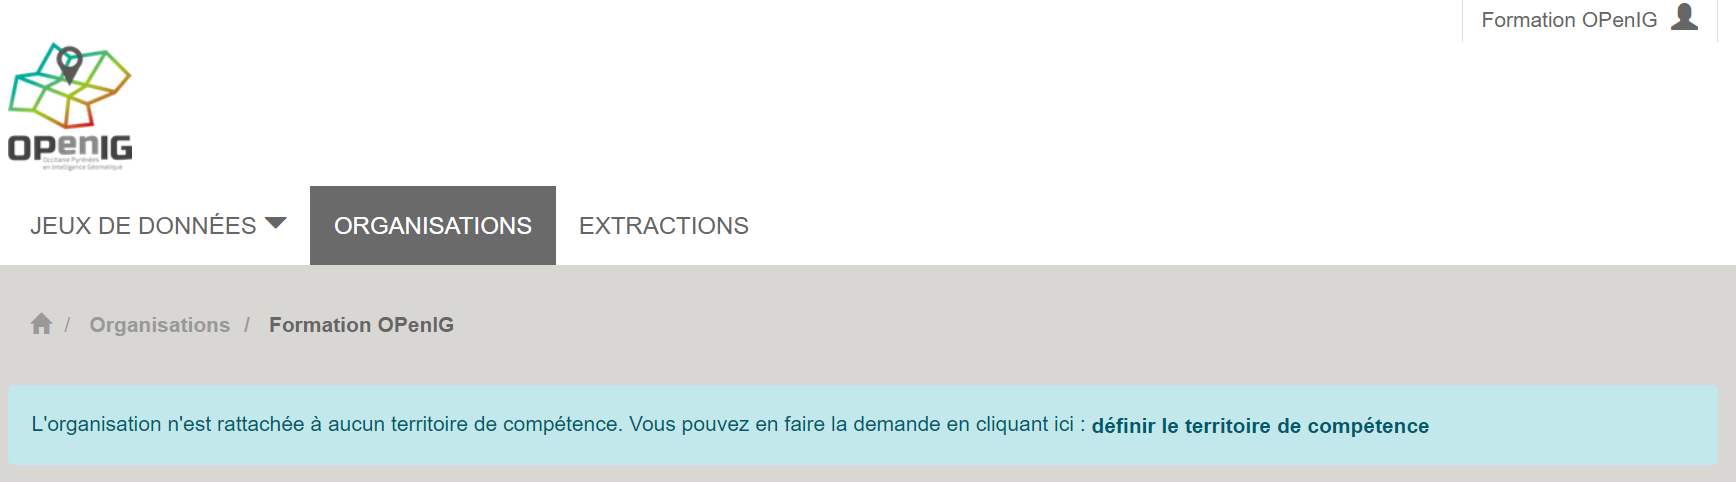 Formation OPenIG
OPenIG
Occitanie Pyrénées
en Intelligence Géomatique
JEUX DE DONNÉES
ORGANISATIONS
EXTRACTIONS
/ Organisations / Formation OPenIG
L'organisation n'est rattachée à aucun territoire de compétence. Vous pouvez en faire la demande en cliquant ici : définir le territoire de compétence